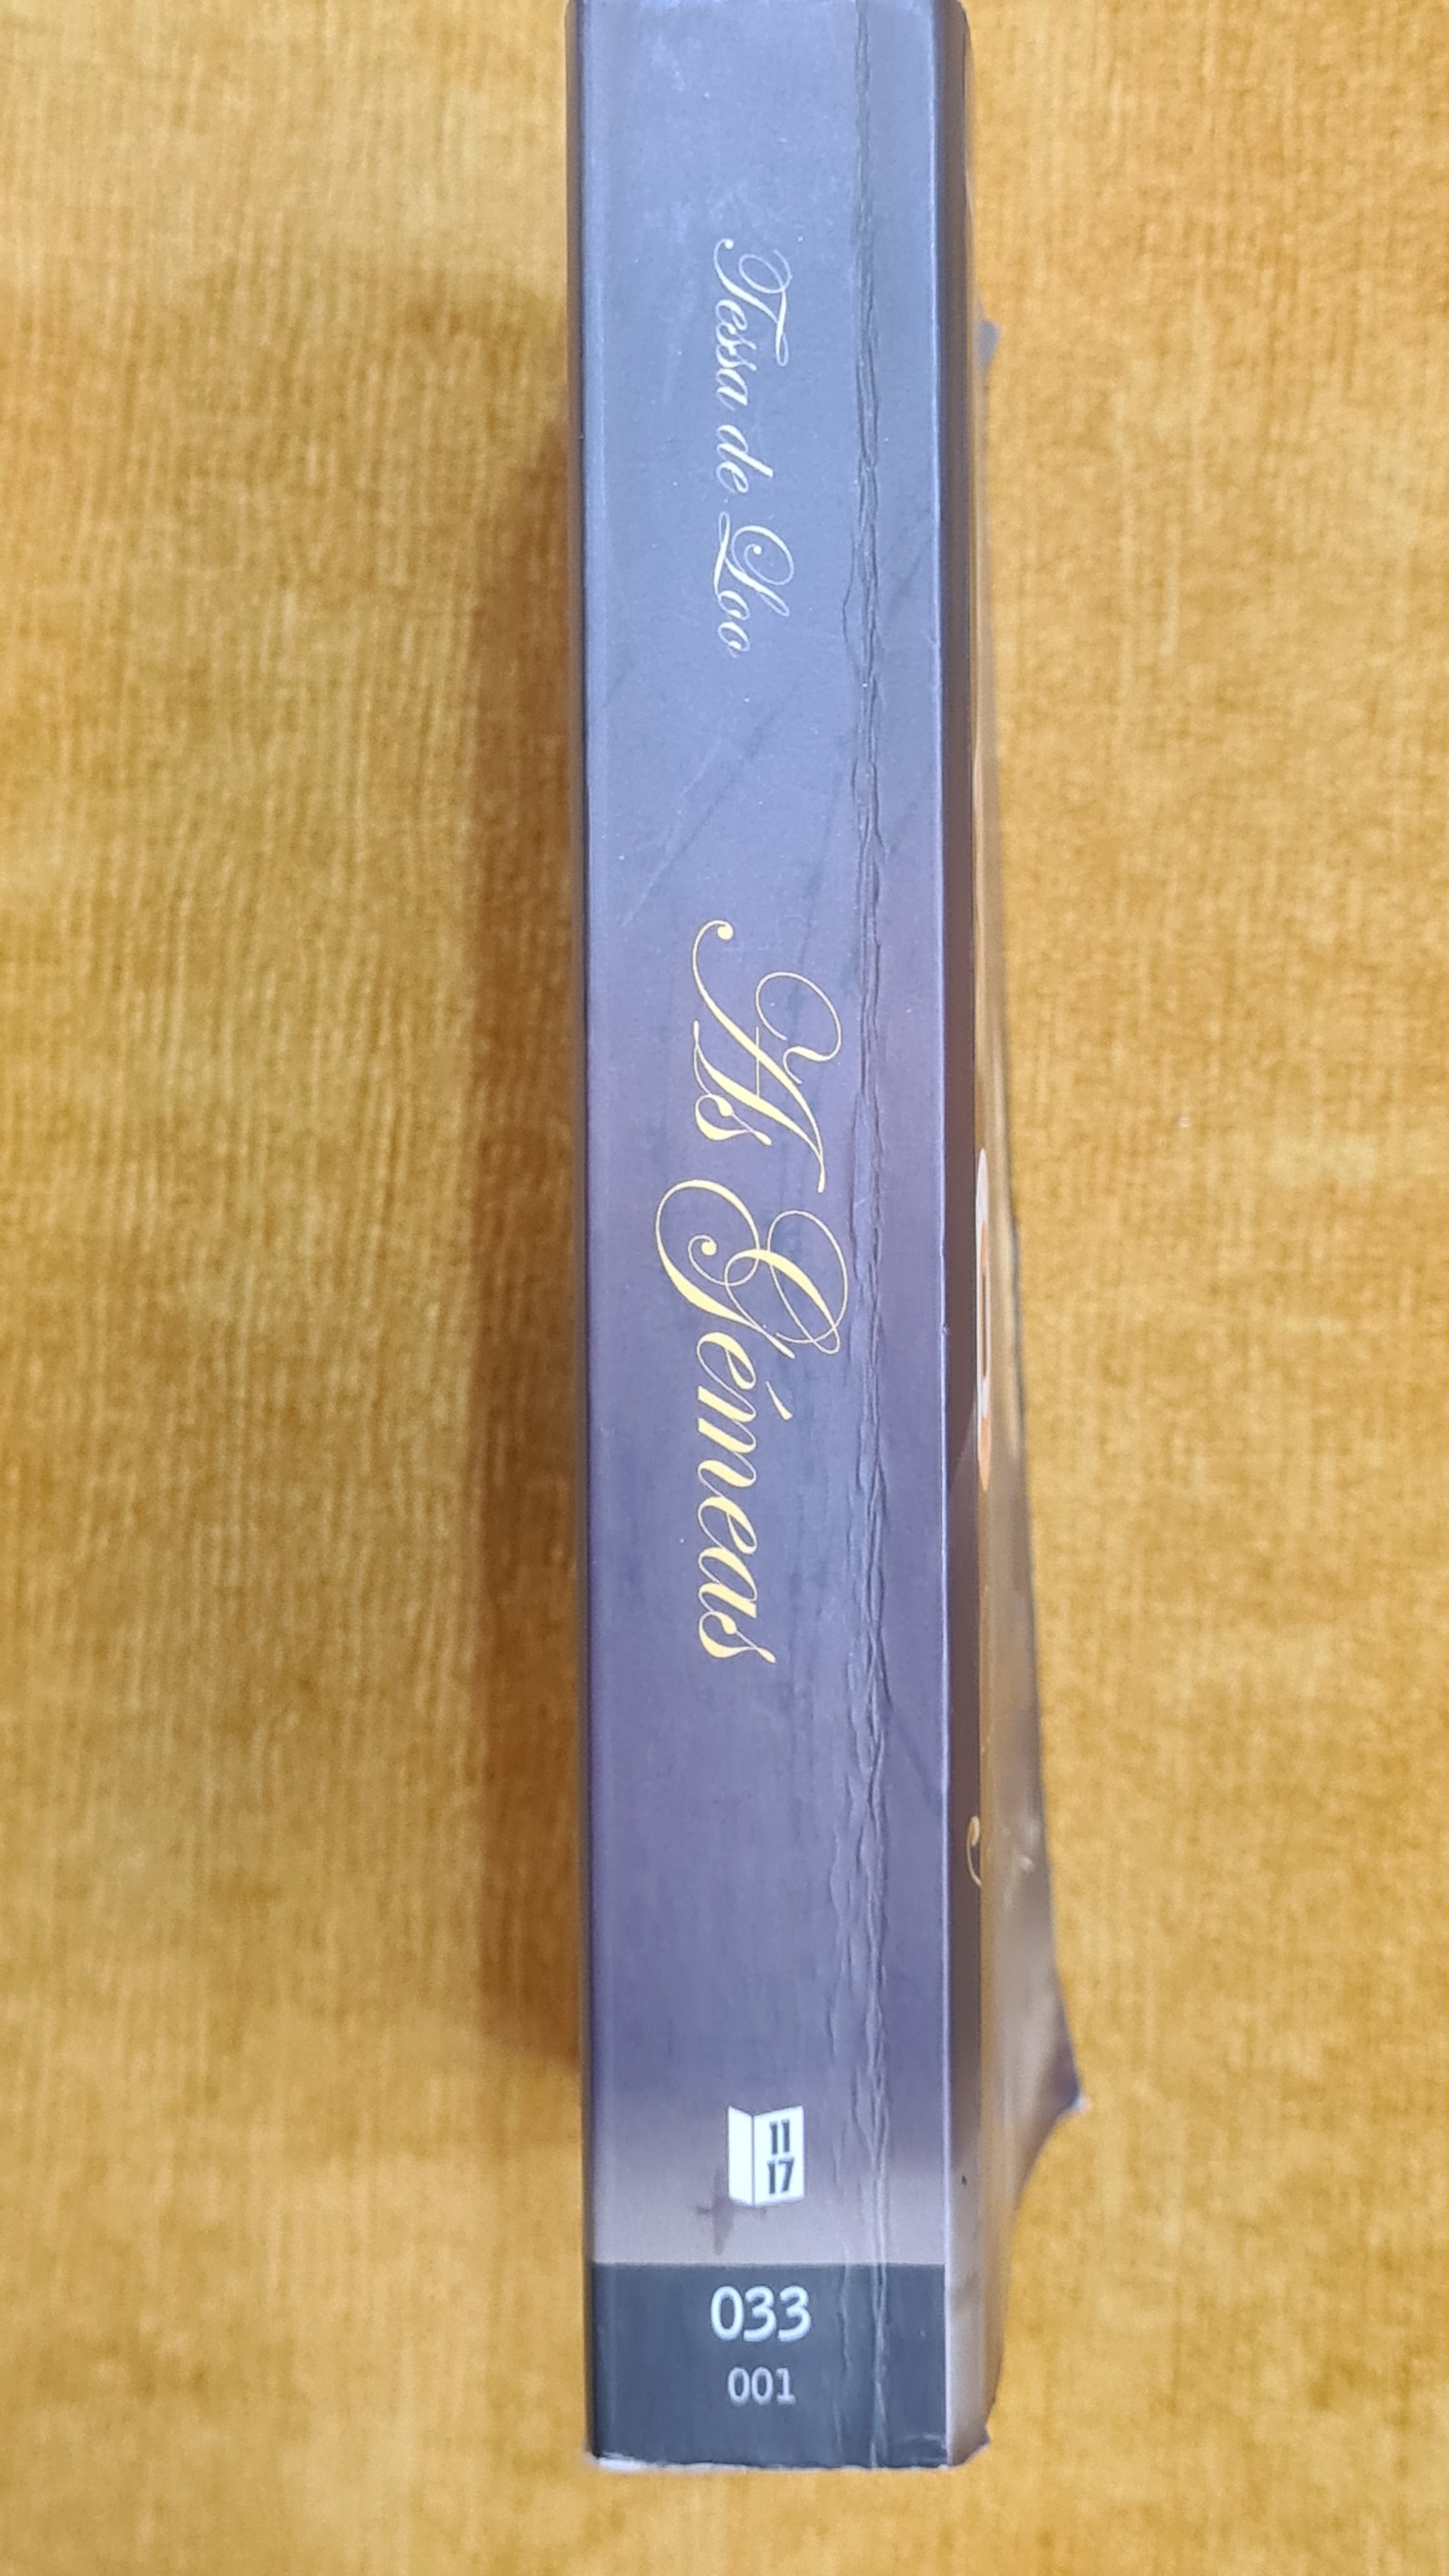 Tessa de Loo
As Gémeas
11
17
033
001